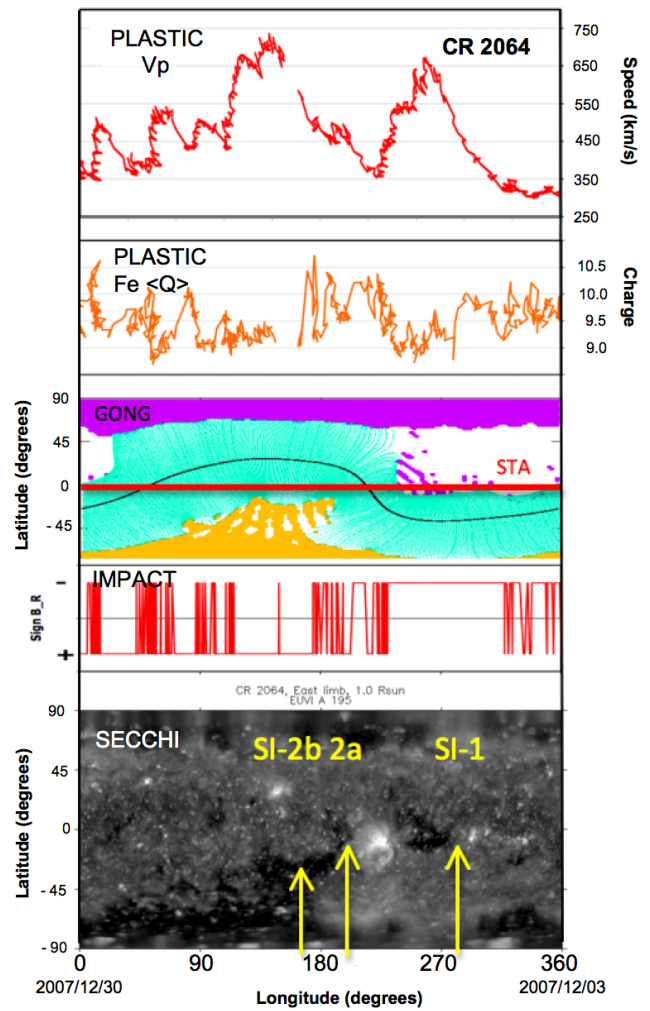 PLASTIC
Vp
CR 2064
750
650
550
450
350
250
Speed (km/s)
PLASTIC
Fe <Q>
10.5
10.0
9.5
9.0
Charge
GONG
STA
90
45
0
- 45
Latitude (degrees)
IMPACT
–
+
Sign B_R
CR 2064, East limb, 1.0 Rsun
EUVI A 195
SECCHI
SI-2b 2a
SI-1
90
45
0
- 45
- 90
Latitude (degrees)
0
90
180
270
360
2007/12/30
2007/12/03
Longitude (degrees)